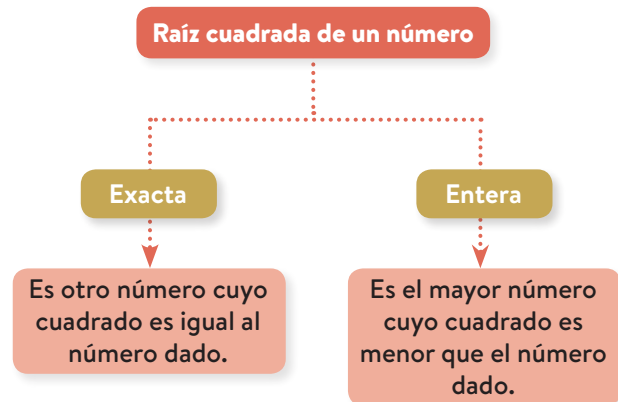 Raíz cuadrada de un número
Exacta
Entera
Es otro número cuyo
cuadrado es igual al
número dado.
Es el mayor número
cuyo cuadrado es
menor que el número
dado.